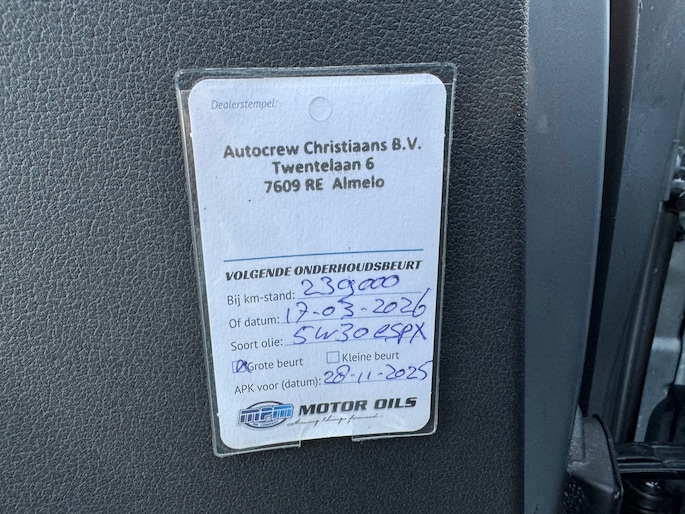 Dealerstempel:
Autocrew Christiaans B.V.
Twentelaan 6
7609 RE Almelo
VOLGENDE ONDERHOUDSBEURT
Bij km-stand: 239000
Of datum: 17-03-2026
Soort olie: 5W30 ESPX
Grote beurt Kleine beurt
APK voor (datum): 28-11-2025
MPM MOTOR OILS